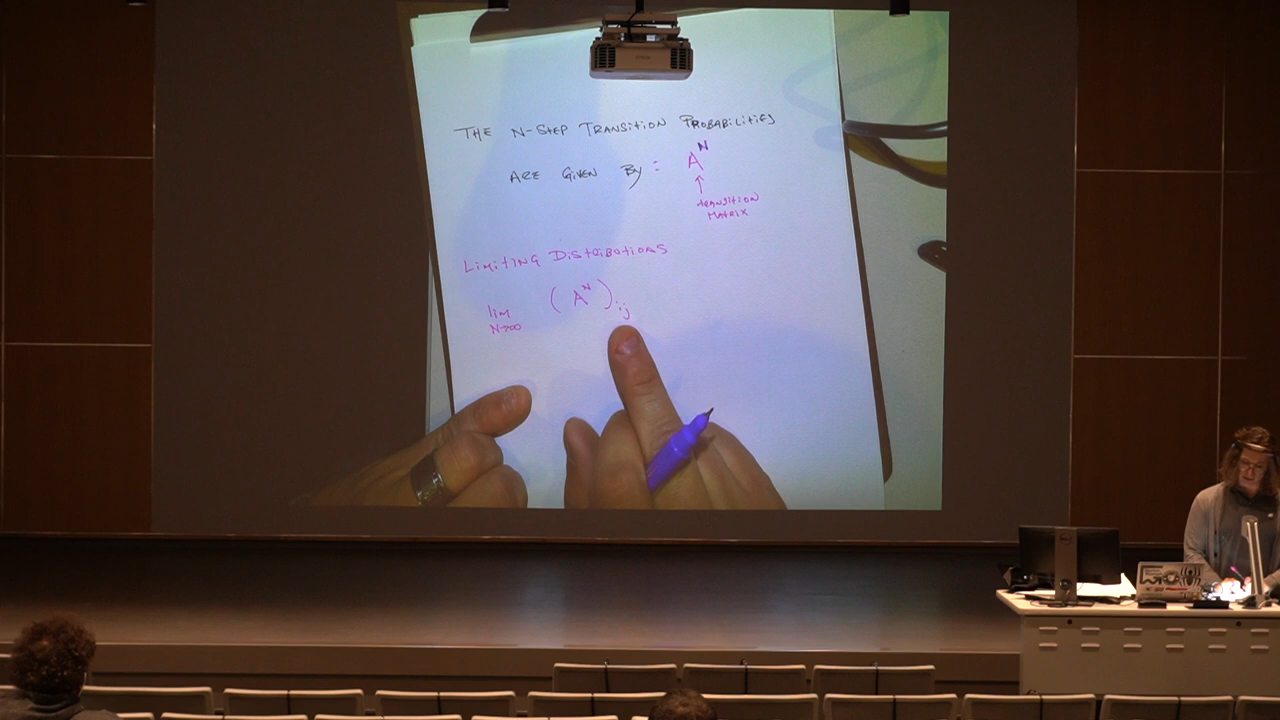 THE N-STEP TRANSITION PROBABILITIES
ARE GIVEN BY: A^N
↑
TRANSITION
MATRIX
LIMITING DISTRIBUTIONS
lim (A^N)ij
N→∞